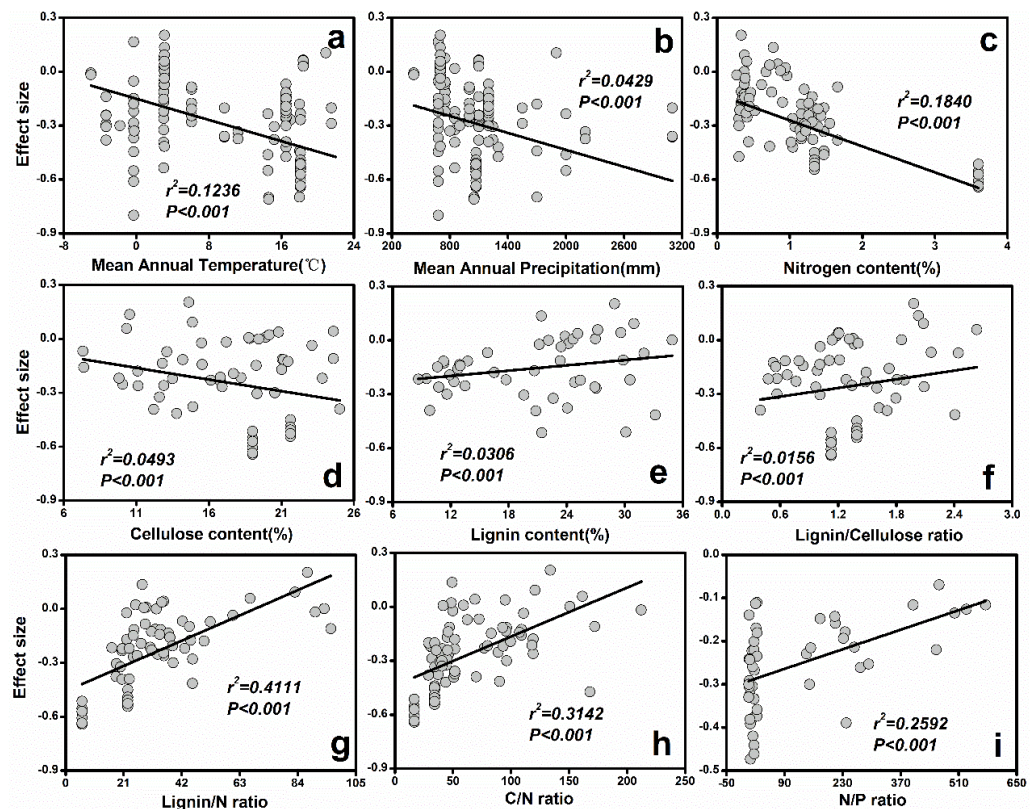 0.3
0.0
-0.3
-0.6
-0.9
Effect size
a
r²=0.1236
P<0.001
-8 0 8 16 24
Mean Annual Temperature(℃)
0.3
0.0
-0.3
-0.6
-0.9
b
r²=0.0429
P<0.001
200 800 1400 2000 2600 3200
Mean Annual Precipitation(mm)
0.3
0.0
-0.3
-0.6
-0.9
c
r²=0.1840
P<0.001
0 1 2 3 4
Nitrogen content(%)
0.3
0.0
-0.3
-0.6
-0.9
Effect size
d
r²=0.0493
P<0.001
6 11 16 21 26
Cellulose content(%)
0.3
0.0
-0.3
-0.6
-0.9
e
r²=0.0306
P<0.001
6 12 18 24 30 36
Lignin content(%)
0.3
0.0
-0.3
-0.6
-0.9
f
r²=0.0156
P<0.001
0.0 0.6 1.2 1.8 2.4 3.0
Lignin/Cellulose ratio
0.3
0.0
-0.3
-0.6
-0.9
Effect size
g
r²=0.4111
P<0.001
0 21 42 63 84 105
Lignin/N ratio
0.3
0.0
-0.3
-0.6
-0.9
h
r²=0.3142
P<0.001
0 50 100 150 200 250
C/N ratio
0.0
-0.1
-0.2
-0.3
-0.4
-0.5
i
r²=0.2592
P<0.001
-50 90 230 370 510 650
N/P ratio